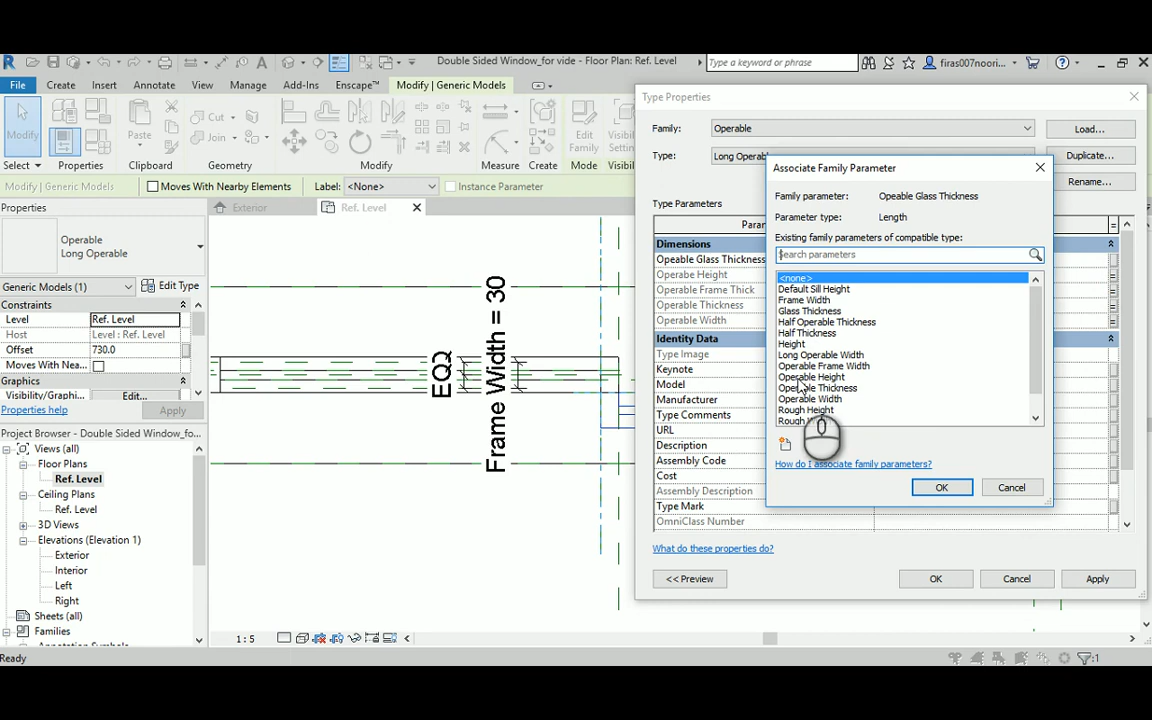 Double Sided Window_for vide - Floor Plan: Ref. Level
Type a keyword or phrase
firas007noori...
File Create Insert Annotate View Manage Add-Ins Enscape™ Modify | Generic Models
Modify
Paste
Cut
Join
Edit
Family
Select Properties Clipboard Geometry Modify Measure Create Mode
Modify | Generic Models
Moves With Nearby Elements
Label: <None>
Instance Parameter
Properties
Operable
Long Operable
Generic Models (1)
Edit Type
Constraints
Level Ref. Level
Host Level : Ref. Level
Offset 730.0
Moves With Nea...
Graphics
Visibility/Graphi... Edit...
Properties help
Apply
Project Browser - Double Sided Window_fo...
Views (all)
Floor Plans
Ref. Level
Ceiling Plans
Ref. Level
3D Views
Elevations (Elevation 1)
Exterior
Interior
Left
Right
Sheets (all)
Families
Annotation Symbols
Ready
Exterior
Ref. Level
EQQ
Frame Width = 30
1:5
:1
Type Properties
Family: Operable
Load...
Type: Long Operabl
Duplicate...
Rename...
Type Parameters
Dimensions
Opeable Glass Thickness
Operabe Height
Operable Frame Thick
Operable Thickness
Operable Width
Identity Data
Type Image
Keynote
Model
Manufacturer
Type Comments
URL
Description
Assembly Code
Cost
Assembly Description
Type Mark
OmniClass Number
What do these properties do?
<< Preview
OK
Cancel
Apply
Associate Family Parameter
Family parameter: Opeable Glass Thickness
Parameter type: Length
Existing family parameters of compatible type:
Search parameters
<none>
Default Sill Height
Frame Width
Glass Thickness
Half Operable Thickness
Half Thickness
Height
Long Operable Width
Operable Frame Width
Operable Height
Operable Thickness
Operable Width
Rough Height
How do I associate family parameters?
OK
Cancel